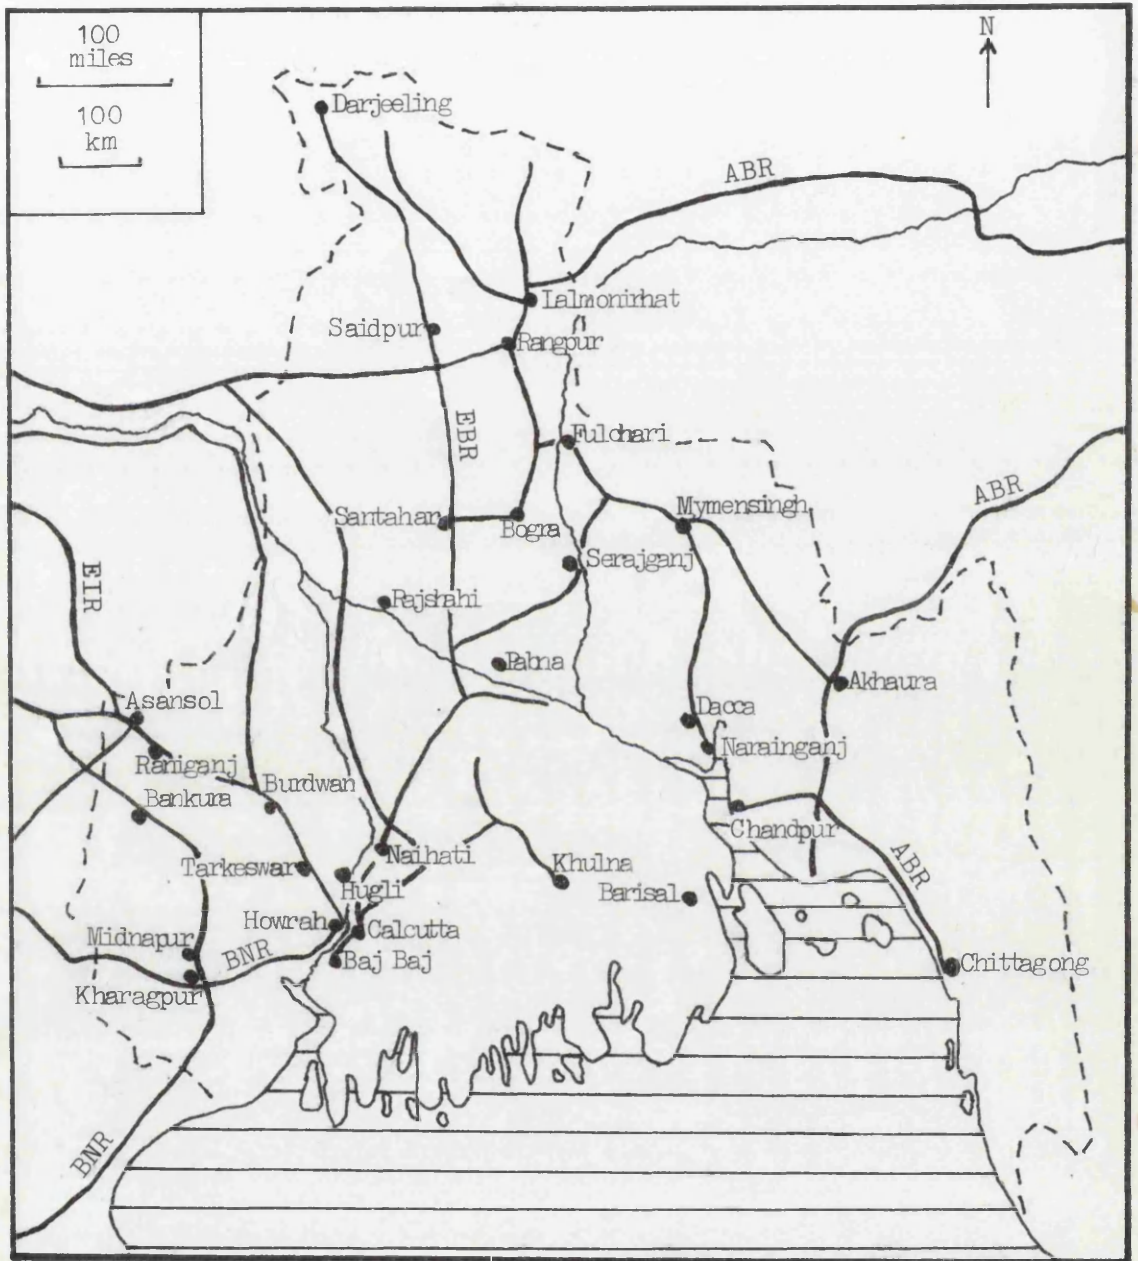 100
miles
100
km
N
Darjeeling
ABR
Lalmonirhat
Saidpur
Rangpur
EBR
Fulchari
ABR
Mymensingh
Santahar
Bogra
Serajganj
EIR
Rajshahi
Pabna
Akhaura
Asansol
Dacca
Narainganj
Raniganj
Burdwan
Bankura
Chandpur
Naihati
ABR
Tarkeswar
Khulna
Hugli
Barisal
Howrah
Calcutta
Midnapur
BNR
Baj Baj
Chittagong
Kharagpur
BNR